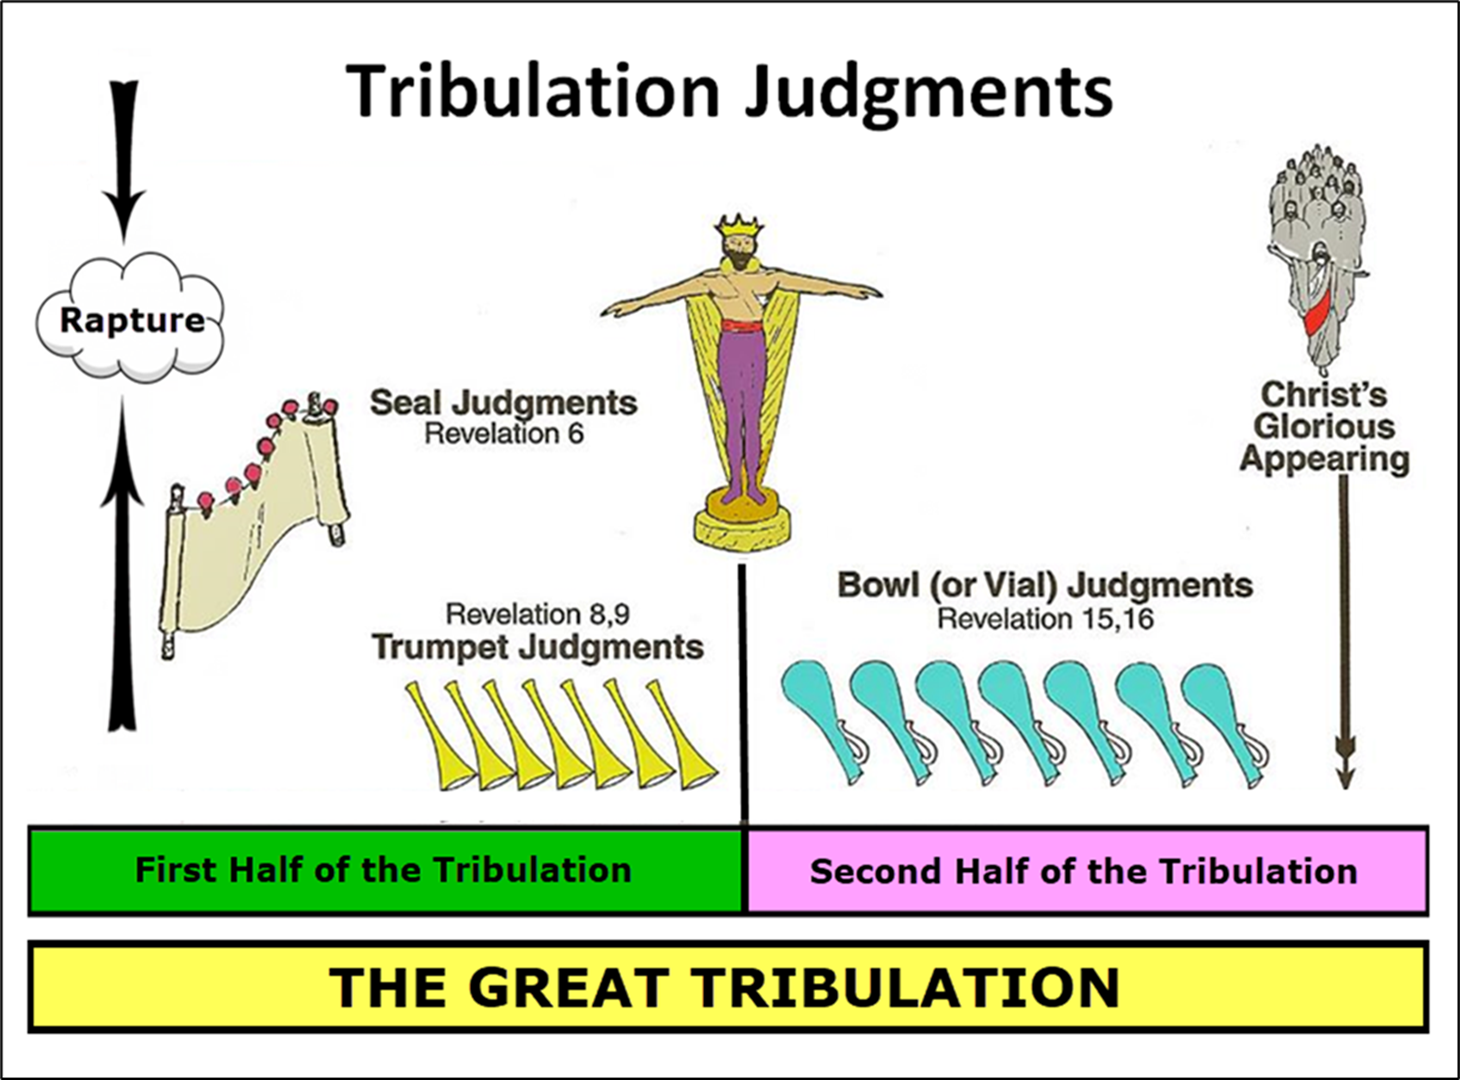 Tribulation Judgments
Rapture
Seal Judgments
Revelation 6
Christ's
Glorious
Appearing
Revelation 8,9
Trumpet Judgments
Bowl (or Vial) Judgments
Revelation 15,16
First Half of the Tribulation
Second Half of the Tribulation
THE GREAT TRIBULATION